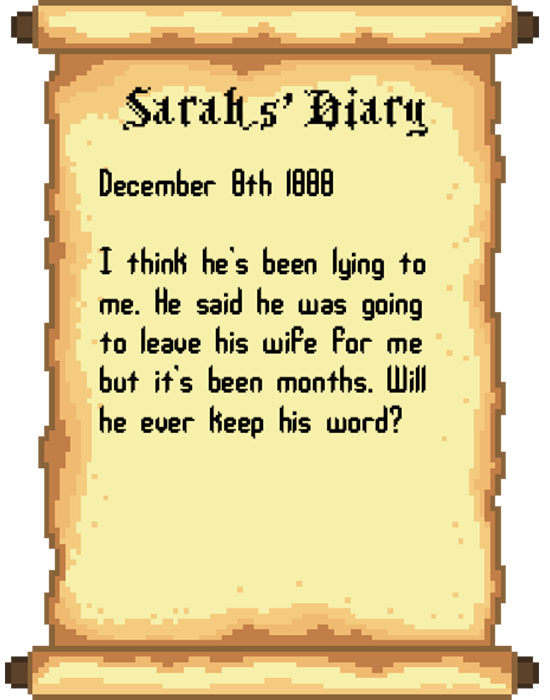 Sarahs' Diary
December 8th 1888
I think he's been lying to
me. He said he was going
to leave his wife for me
but it's been months. Will
he ever keep his word?